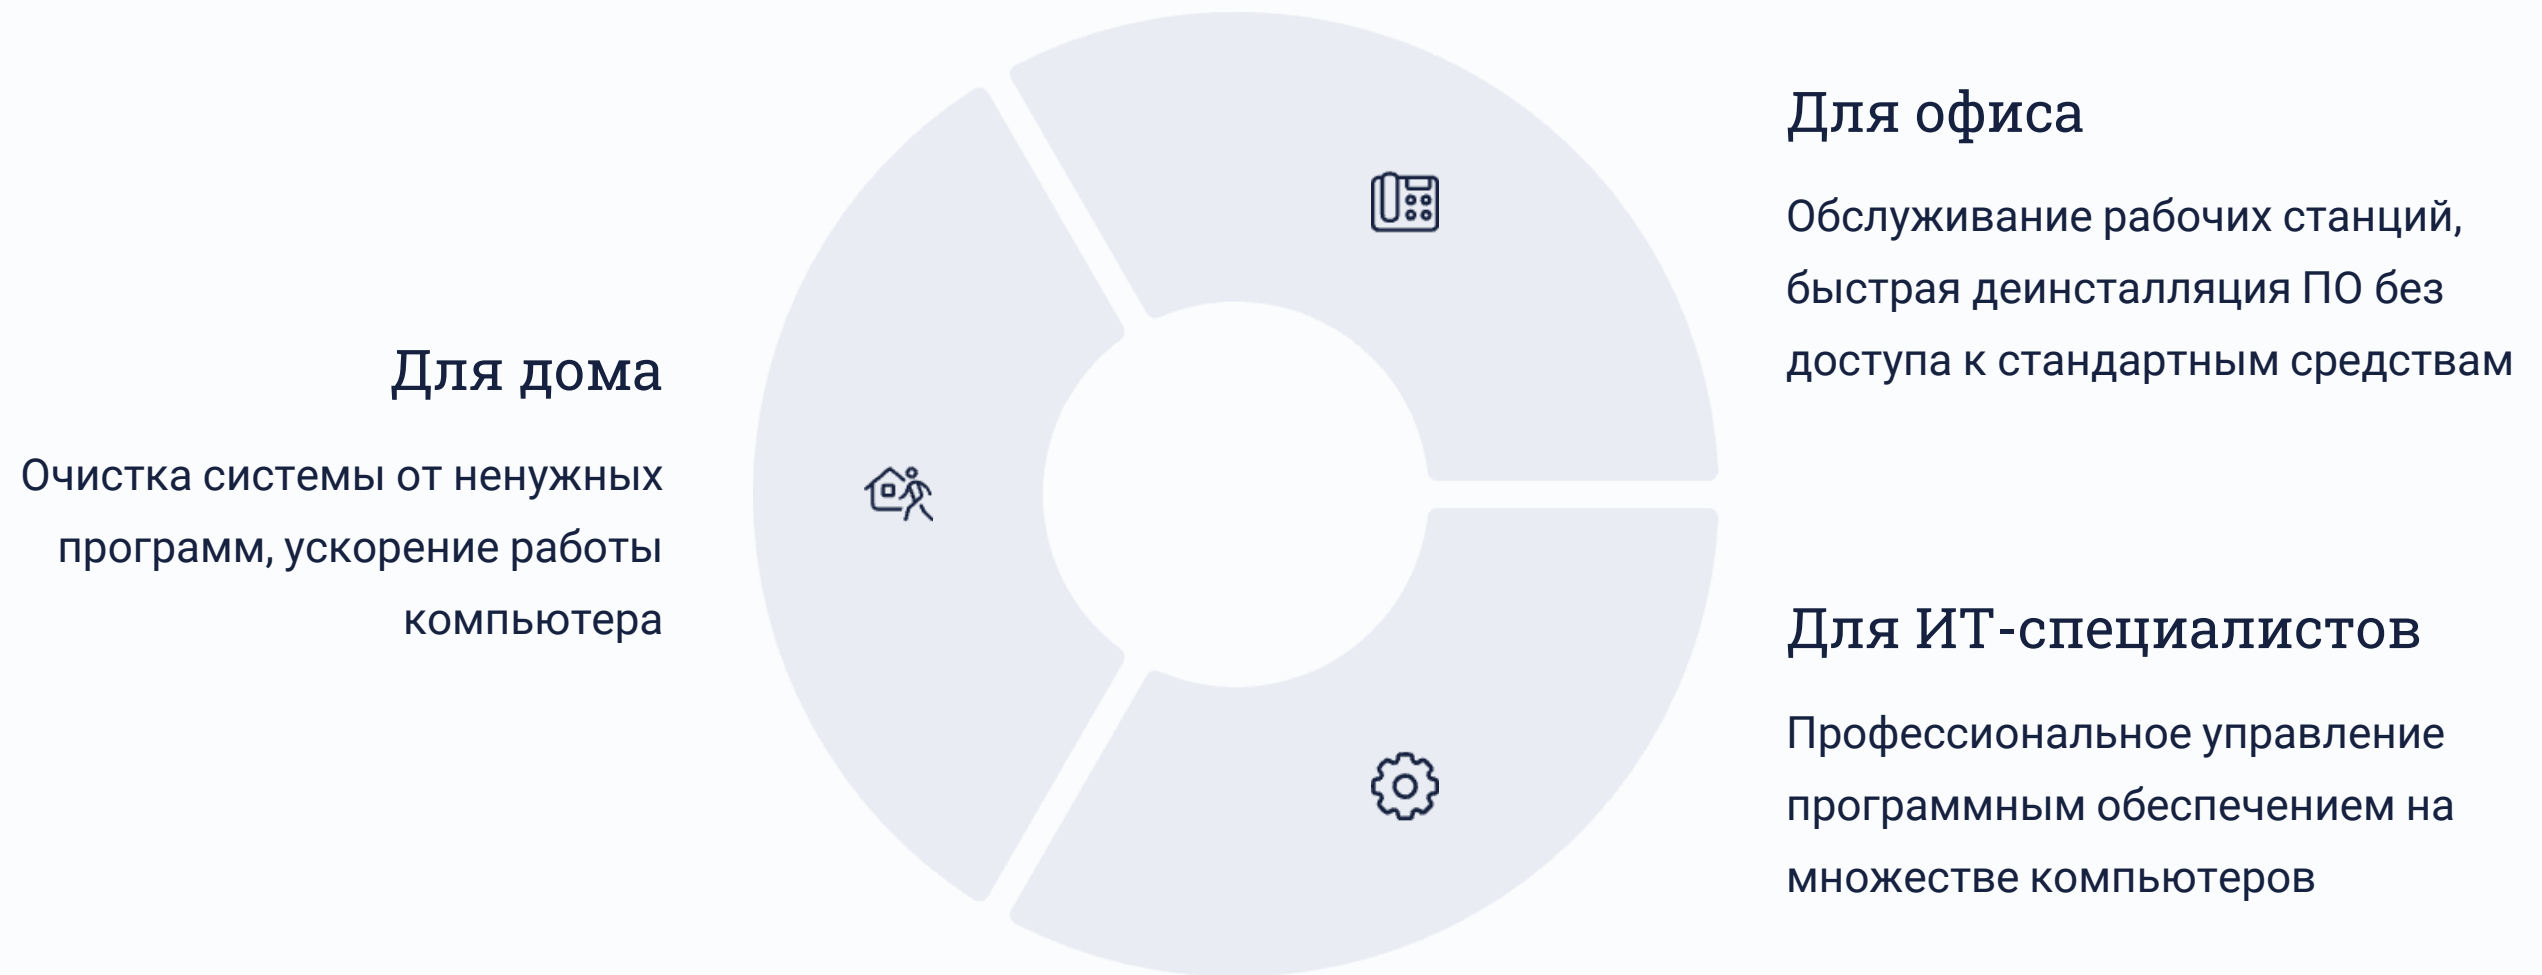 Для офиса
Обслуживание рабочих станций,
быстрая деинсталляция ПО без
доступа к стандартным средствам
Для дома
Очистка системы от ненужных
программ, ускорение работы
компьютера
Для ИТ-специалистов
Профессиональное управление
программным обеспечением на
множестве компьютеров